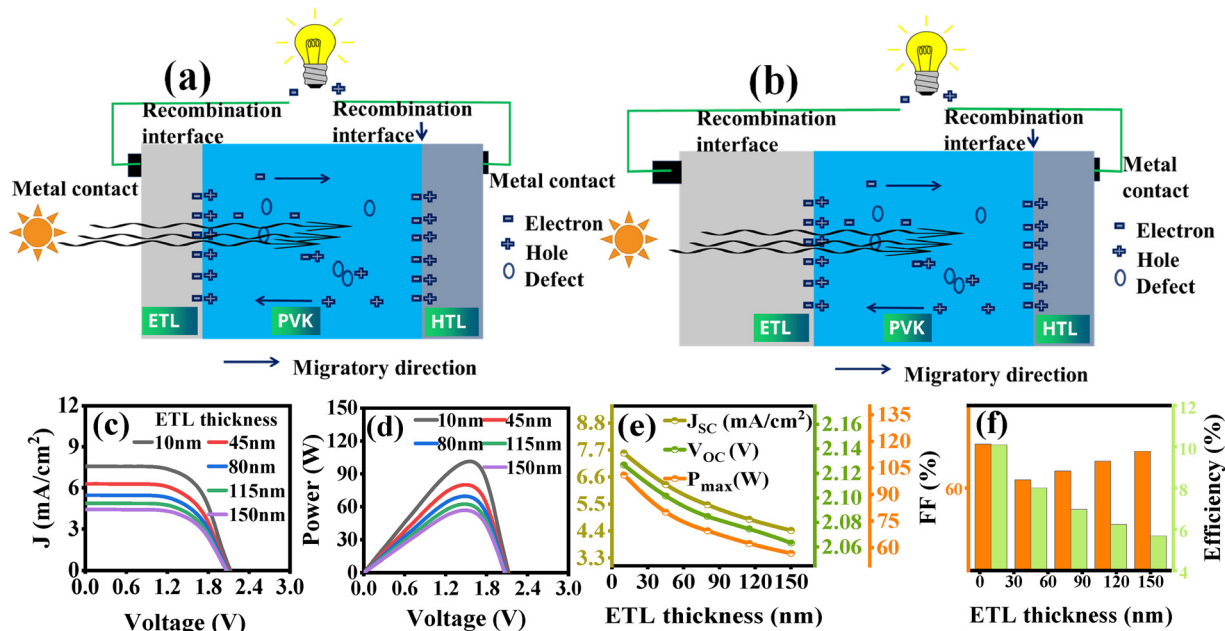 (a)
Recombination
interface
Recombination
interface
Metal contact
Metal contact
Electron
Hole
Defect
ETL
PVK
HTL
Migratory direction
(b)
Recombination
interface
Recombination
interface
Metal
contact
Electron
Hole
Defect
ETL
PVK
HTL
Migratory direction
(c)
ETL thickness
10nm 45nm
80nm
115nm
150nm
J (mA/cm²)
12
9
6
3
0
0.0 0.6 1.2 1.8 2.4 3.0
Voltage (V)
(d)
10nm 45nm
80nm 115nm
150nm
Power (W)
150
120
90
60
30
0
0.0 0.6 1.2 1.8 2.4 3.0
Voltage (V)
(e)
J_SC (mA/cm²)
V_OC (V)
P_max(W)
8.8
7.7
6.6
5.5
4.4
3.3
0 30 60 90 120 150
ETL thickness (nm)
2.16
2.14
2.12
2.10
2.08
2.06
135
120
105
90
75
60
(f)
FF (%)
60
0 30 60 90 120 150
ETL thickness (nm)
12
10
8
6
4
Efficiency (%)